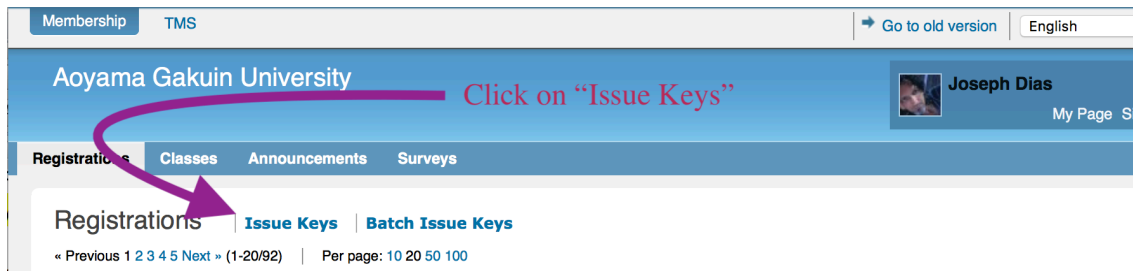 Membership TMS Go to old version English
Aoyama Gakuin University
Click on “Issue Keys”
Joseph Dias
My Page
Registrations Classes Announcements Surveys
Registrations Issue Keys Batch Issue Keys
« Previous 1 2 3 4 5 Next » (1-20/92) Per page: 10 20 50 100